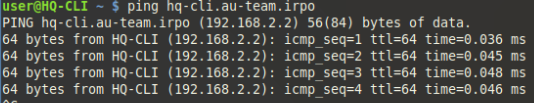 user@HQ-CLI ~ $ ping hq-cli.au-team.irpo
PING hq-cli.au-team.irpo (192.168.2.2) 56(84) bytes of data.
64 bytes from HQ-CLI (192.168.2.2): icmp_seq=1 ttl=64 time=0.036 ms
64 bytes from HQ-CLI (192.168.2.2): icmp_seq=2 ttl=64 time=0.045 ms
64 bytes from HQ-CLI (192.168.2.2): icmp_seq=3 ttl=64 time=0.048 ms
64 bytes from HQ-CLI (192.168.2.2): icmp_seq=4 ttl=64 time=0.046 ms